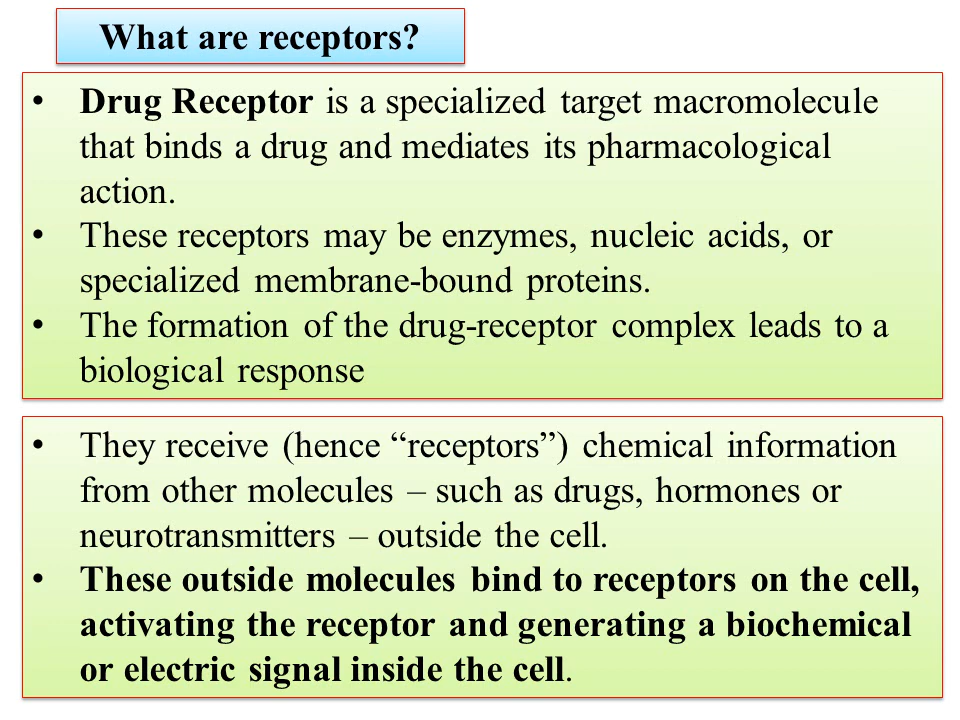 What are receptors?
• Drug Receptor is a specialized target macromolecule
that binds a drug and mediates its pharmacological
action.
• These receptors may be enzymes, nucleic acids, or
specialized membrane-bound proteins.
• The formation of the drug-receptor complex leads to a
biological response
• They receive (hence “receptors”) chemical information
from other molecules – such as drugs, hormones or
neurotransmitters – outside the cell.
• These outside molecules bind to receptors on the cell,
activating the receptor and generating a biochemical
or electric signal inside the cell.